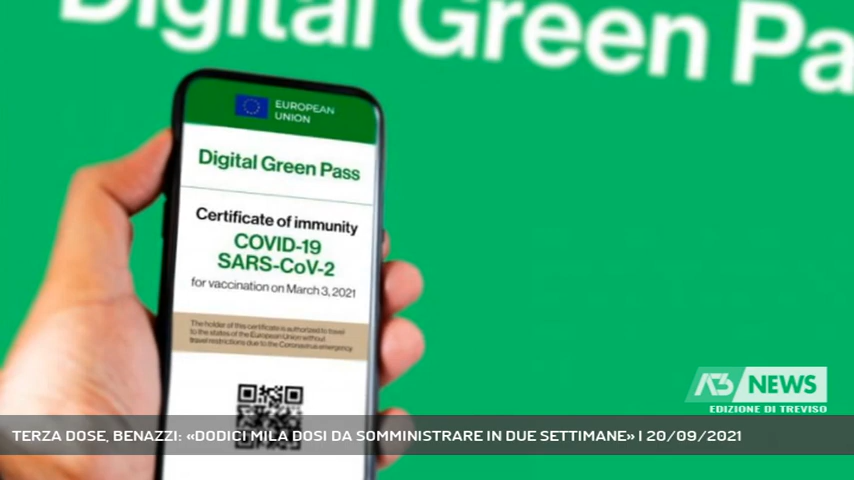 Digital Green Pa
EUROPEAN
UNION
Digital Green Pass
Certificate of immunity
COVID-19
SARS-CoV-2
for vaccination on March 3, 2021
The holder of this certificate is authorized to travel
to the states of the European Union without
travel restrictions due to the Coronavirus emergency.
A3 NEWS
EDIZIONE DI TREVISO
TERZA DOSE, BENAZZI: «DODICI MILA DOSI DA SOMMINISTRARE IN DUE SETTIMANE» | 20/09/2021